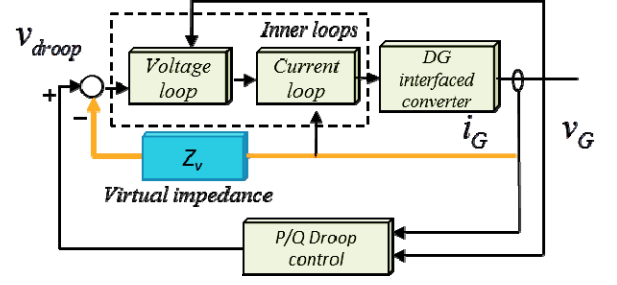 Inner loops
v_droop
Voltage
loop
Current
loop
DG
interfaced
converter
+
−
i_G
v_G
Z_v
Virtual impedance
P/Q Droop
control